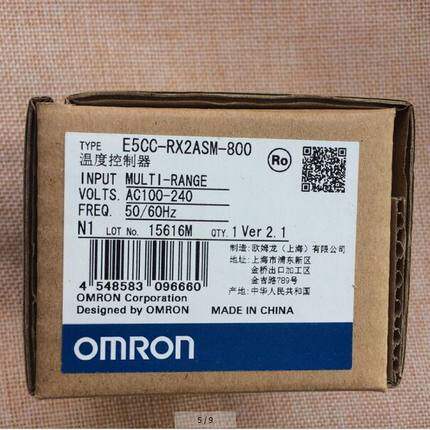 TYPE E5CC-RX2ASM-800
温度控制器
Ro
INPUT MULTI-RANGE
VOLTS. AC100-240
FREQ. 50/60Hz
N1 LOT No. 15616M QTY. 1 Ver 2.1
制造: 欧姆龙(上海)有限公司
地址: 上海市浦东新区
金桥出口加工区
金吉路789号
产地: 中华人民共和国
4 548583 096660
OMRON Corporation
Designed by OMRON MADE IN CHINA
OMRON
5/9